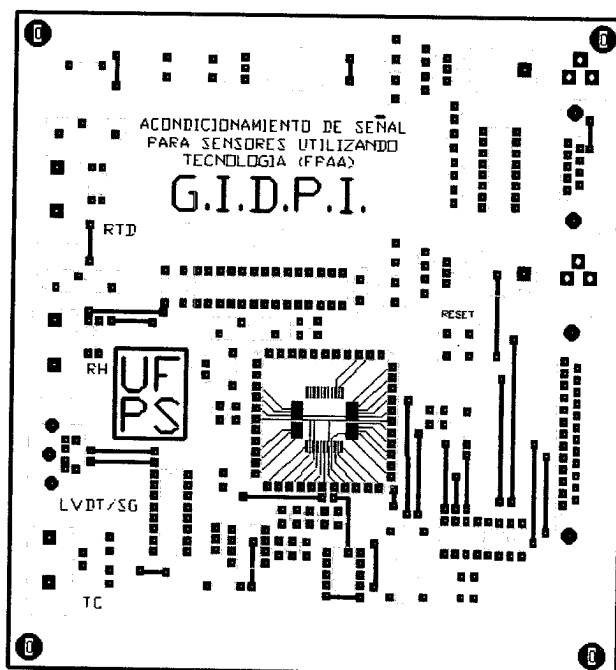 ACONDICIONAMIENTO DE SEÑAL
PARA SENSORES UTILIZANDO
TECNOLOGIA (FPAA)
G.I.D.P.I.
RTD
RESET
RH
UF
PS
LVDT/SG
TC